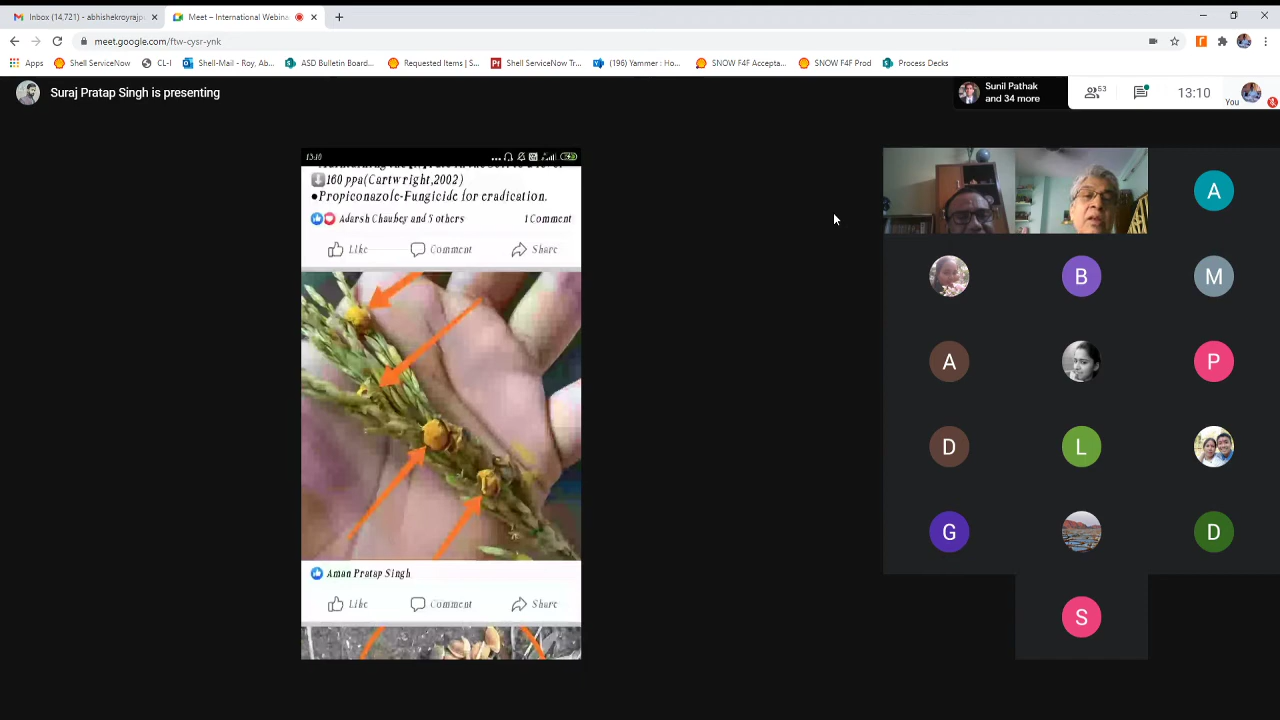 Inbox (14,721) - abhishekroyrajp
Meet – International Webina
meet.google.com/ftw-cysr-ynk
Apps
Shell ServiceNow
CL-I
Shell-Mail - Roy, Ab...
ASD Bulletin Board...
Requested Items | S...
Shell ServiceNow Tr...
(196) Yammer : Ho...
SNOW F4F Accepta...
SNOW F4F Prod
Process Decks
Suraj Pratap Singh is presenting
Sunil Pathak
and 34 more
53
13:10
You
13:10
160 ppa(Cartwright,2002)
●Propiconazole-Fungicide for eradication.
Adarsh Chaubey and 8 others
1 Comment
Like
Comment
Share
Aman Pratap Singh
Like
Comment
Share
A
B
M
A
P
D
L
G
D
S